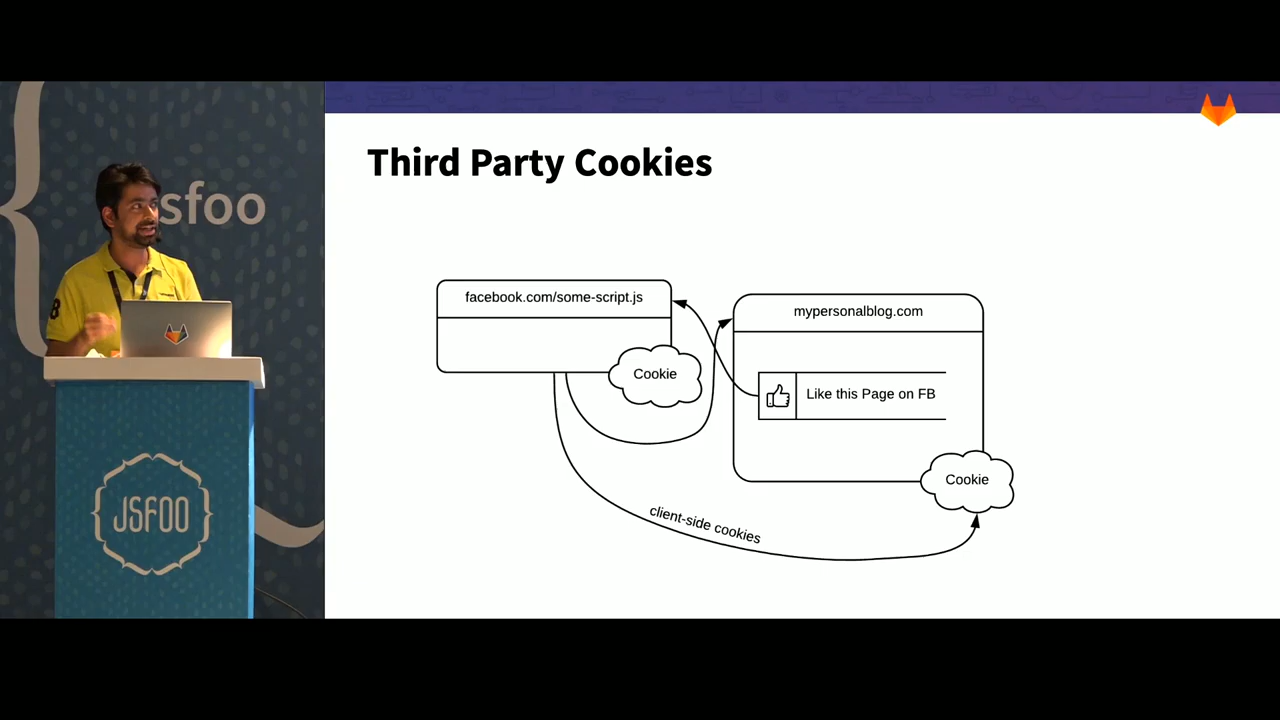 sfoo
JSFOO
Third Party Cookies
facebook.com/some-script.js
Cookie
mypersonalblog.com
Like this Page on FB
Cookie
client-side cookies